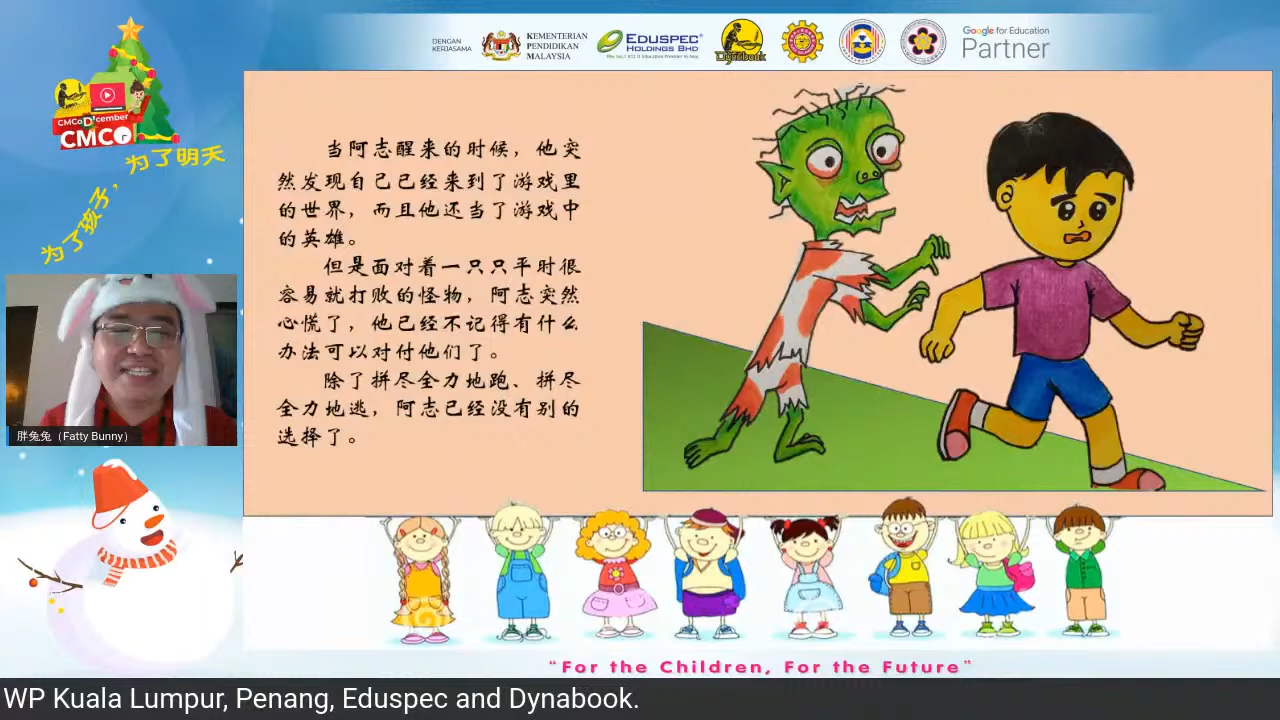 DENGAN
KERJASAMA
KEMENTERIAN
PENDIDIKAN
MALAYSIA
EDUSPEC
HOLDINGS BHD
Dynabook
Google for Education
Partner
CMCO
为了孩子，为了明天
当阿志醒来的时候，他突
然发现自己已经来到了游戏里
的世界，而且他还当了游戏中
的英雄。
但是面对着一只只平时很
容易就打败的怪物，阿志突然
心慌了，他已经不记得有什么
办法可以对付他们了。
除了拼尽全力地跑、拼尽
全力地逃，阿志已经没有别的
选择了。
胖兔兔（Fatty Bunny）
“For the Children, For the Future”
WP Kuala Lumpur, Penang, Eduspec and Dynabook.